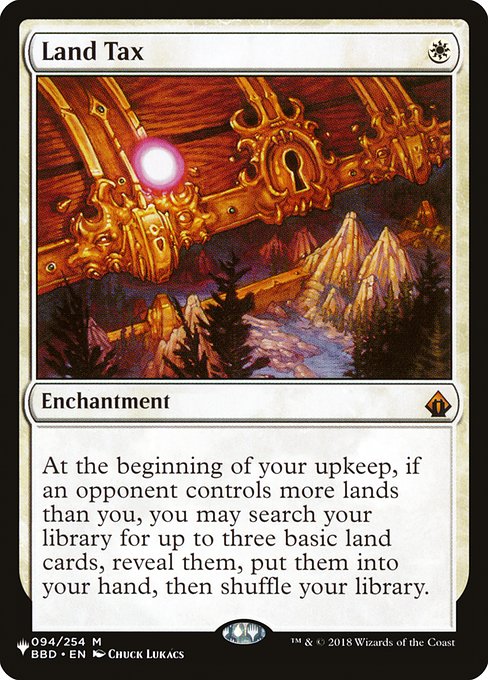 Land Tax
Enchantment
At the beginning of your upkeep, if
an opponent controls more lands
than you, you may search your
library for up to three basic land
cards, reveal them, put them into
your hand, then shuffle your library.
094/254 M
BBD • EN Chuck Lukács
™ & © 2018 Wizards of the Coast